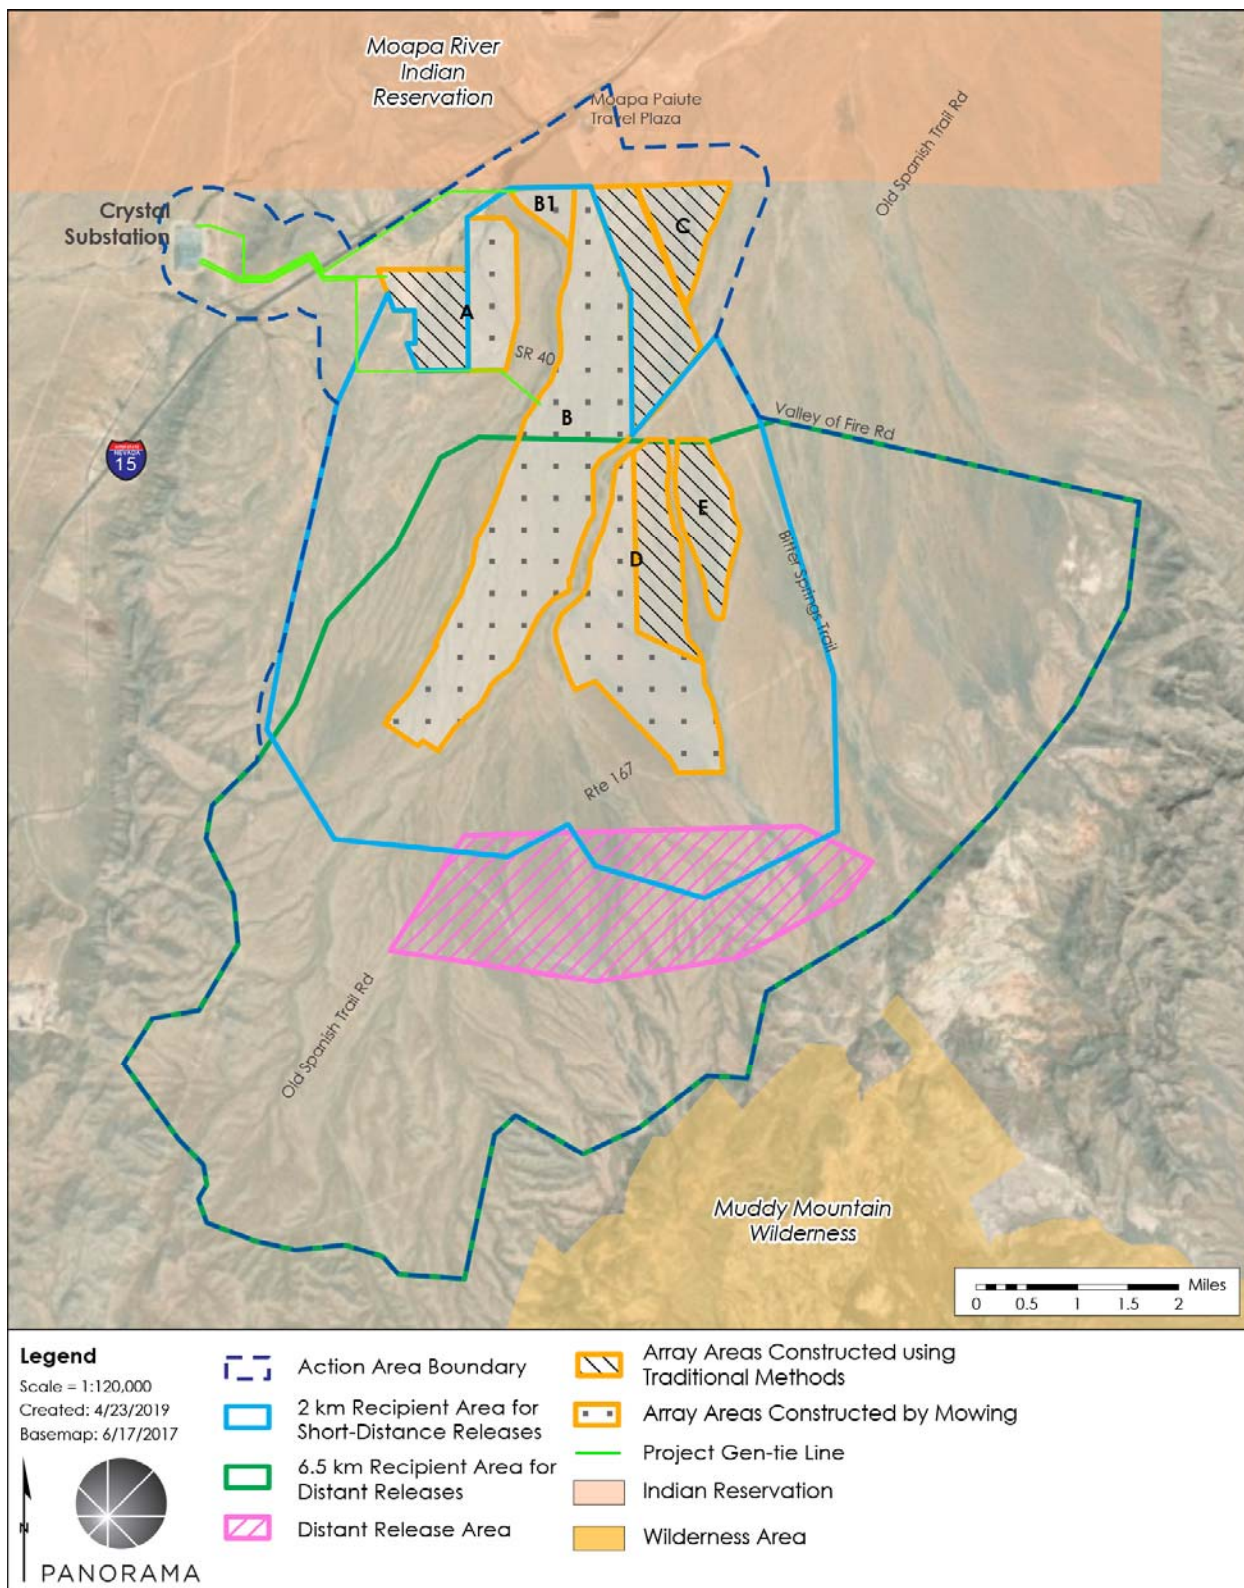 Moapa River
Indian
Reservation
Moapa Paiute
Travel Plaza
Old Spanish Trail Rd
Crystal
Substation
B1
C
A
SR 40
B
Valley of Fire Rd
INTERSTATE
NEVADA
15
E
D
Bitter Springs Trail
Rte 167
Old Spanish Trail Rd
Muddy Mountain
Wilderness
Miles
0 0.5 1 1.5 2
Legend
Scale = 1:120,000
Created: 4/23/2019
Basemap: 6/17/2017
N
PANORAMA
Action Area Boundary
2 km Recipient Area for
Short-Distance Releases
6.5 km Recipient Area for
Distant Releases
Distant Release Area
Array Areas Constructed using
Traditional Methods
Array Areas Constructed by Mowing
Project Gen-tie Line
Indian Reservation
Wilderness Area